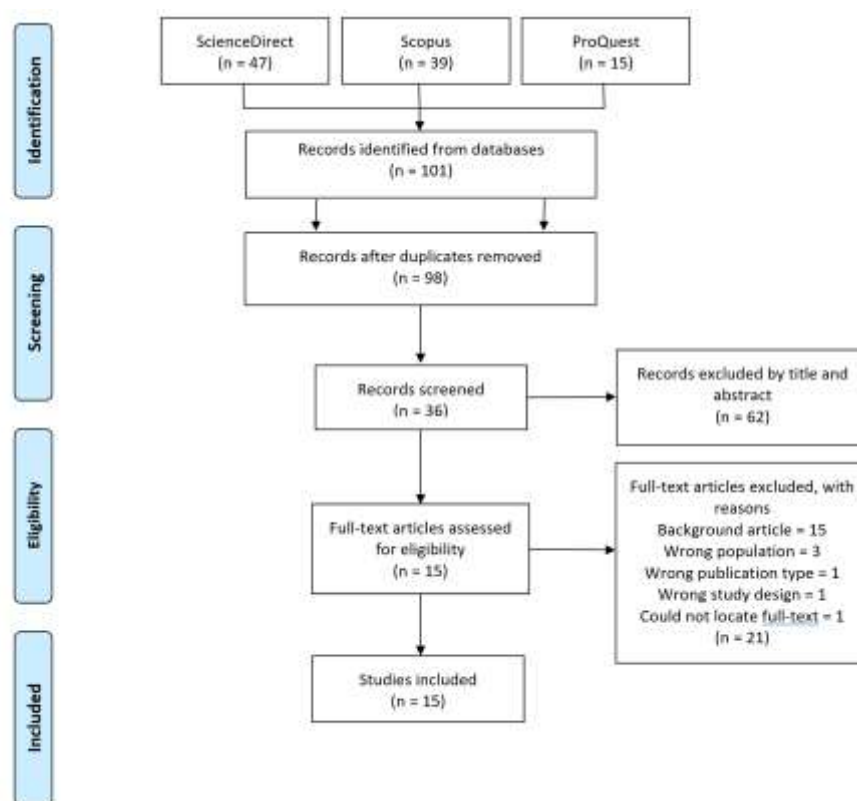 Identification
ScienceDirect
(n = 47)
Scopus
(n = 39)
ProQuest
(n = 15)
Records identified from databases
(n = 101)
Screening
Records after duplicates removed
(n = 98)
Records screened
(n = 36)
Records excluded by title and
abstract
(n = 62)
Eligibility
Full-text articles assessed
for eligibility
(n = 15)
Full-text articles excluded, with
reasons
Background article = 15
Wrong population = 3
Wrong publication type = 1
Wrong study design = 1
Could not locate full-text = 1
(n = 21)
Included
Studies included
(n = 15)